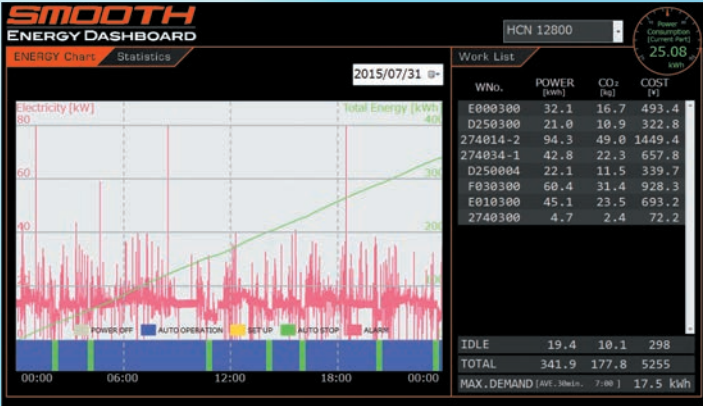 SMOOTH
ENERGY DASHBOARD
HCN 12800
Power
Consumption
[Current Part]
25.08
kWh
ENERGY Chart Statistics
2015/07/31
Electricity [kW] Total Energy [kWh
80 400
60 300
40 200
100
0
POWER OFF AUTO OPERATION SET UP AUTO STOP ALARM
00:00 06:00 12:00 18:00 00:00
Work List
WNo. POWER [kWh] CO₂ [kg] COST [¥]
E000300 32.1 16.7 493.4
D250300 21.0 10.9 322.8
274014-2 94.3 49.0 1449.4
274034-1 42.8 22.3 657.8
D250004 22.1 11.5 339.7
F030300 60.4 31.4 928.3
E010300 45.1 23.5 693.2
2740300 4.7 2.4 72.2
IDLE 19.4 10.1 298
TOTAL 341.9 177.8 5255
MAX.DEMAND [AVE.30min. 7:00 ] 17.5 kWh